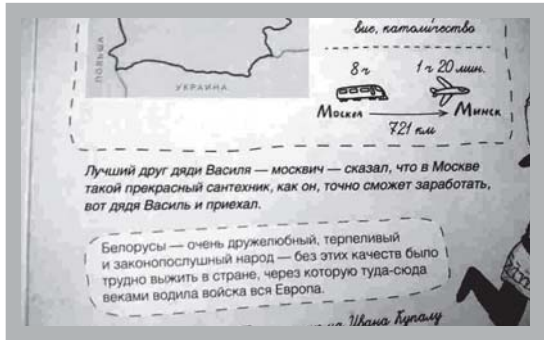 вие, католичество
ПОЛЬША
УКРАИНА
8 ч
1 ч 20 мин.
Москва
Минск
721 км
Лучший друг дяди Василя — москвич — сказал, что в Москве
такой прекрасный сантехник, как он, точно сможет заработать,
вот дядя Василь и приехал.
Белорусы — очень дружелюбный, терпеливый
и законопослушный народ — без этих качеств было
трудно выжить в стране, через которую туда-сюда
веками водила войска вся Европа.
на Ивана Купалу